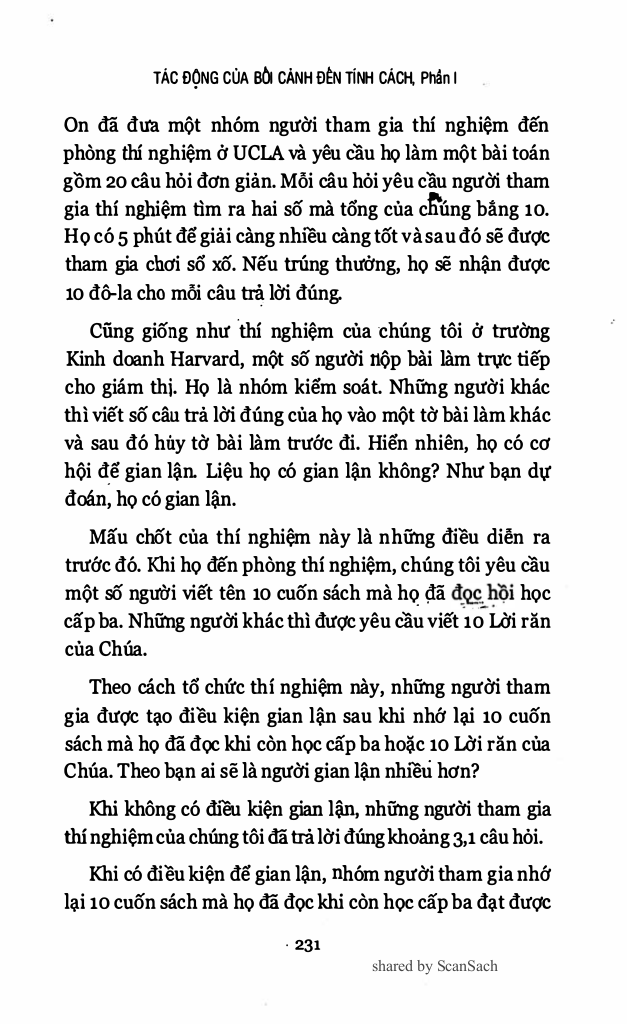 TÁC ĐỘNG CỦA BỐI CẢNH ĐẾN TÍNH CÁCH, Phần I
On đã đưa một nhóm người tham gia thí nghiệm đến
phòng thí nghiệm ở UCLA và yêu cầu họ làm một bài toán
gồm 20 câu hỏi đơn giản. Mỗi câu hỏi yêu cầu người tham
gia thí nghiệm tìm ra hai số mà tổng của chúng bằng 10.
Họ có 5 phút để giải càng nhiều càng tốt và sau đó sẽ được
tham gia chơi sổ xố. Nếu trúng thưởng, họ sẽ nhận được
10 đô-la cho mỗi câu trả lời đúng.
Cũng giống như thí nghiệm của chúng tôi ở trường
Kinh doanh Harvard, một số người nộp bài làm trực tiếp
cho giám thị. Họ là nhóm kiểm soát. Những người khác
thì viết số câu trả lời đúng của họ vào một tờ bài làm khác
và sau đó hủy tờ bài làm trước đi. Hiển nhiên, họ có cơ
hội để gian lận. Liệu họ có gian lận không? Như bạn dự
đoán, họ có gian lận.
Mấu chốt của thí nghiệm này là những điều diễn ra
trước đó. Khi họ đến phòng thí nghiệm, chúng tôi yêu cầu
một số người viết tên 10 cuốn sách mà họ đã đọc hồi học
cấp ba. Những người khác thì được yêu cầu viết 10 Lời răn
của Chúa.
Theo cách tổ chức thí nghiệm này, những người tham
gia được tạo điều kiện gian lận sau khi nhớ lại 10 cuốn
sách mà họ đã đọc khi còn học cấp ba hoặc 10 Lời răn của
Chúa. Theo bạn ai sẽ là người gian lận nhiều hơn?
Khi không có điều kiện gian lận, những người tham gia
thí nghiệm của chúng tôi đã trả lời đúng khoảng 3,1 câu hỏi.
Khi có điều kiện để gian lận, nhóm người tham gia nhớ
lại 10 cuốn sách mà họ đã đọc khi còn học cấp ba đạt được
· 231
shared by ScanSach